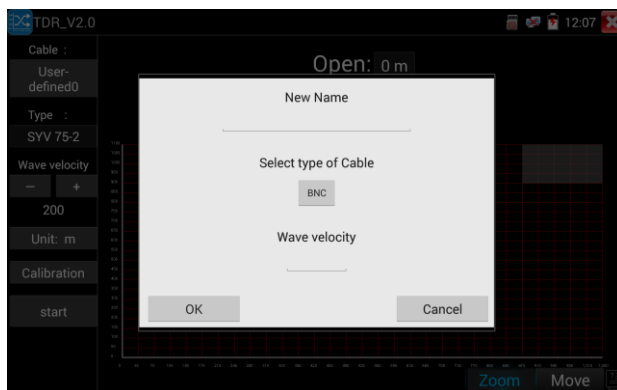 TDR_V2.0
12:07
Cable :
User-
defined0
Type :
SYV 75-2
Wave velocity
− +
200
Unit: m
Calibration
start
Open: 0 m
New Name
Select type of Cable
BNC
Wave velocity
OK
Cancel
Zoom
Move